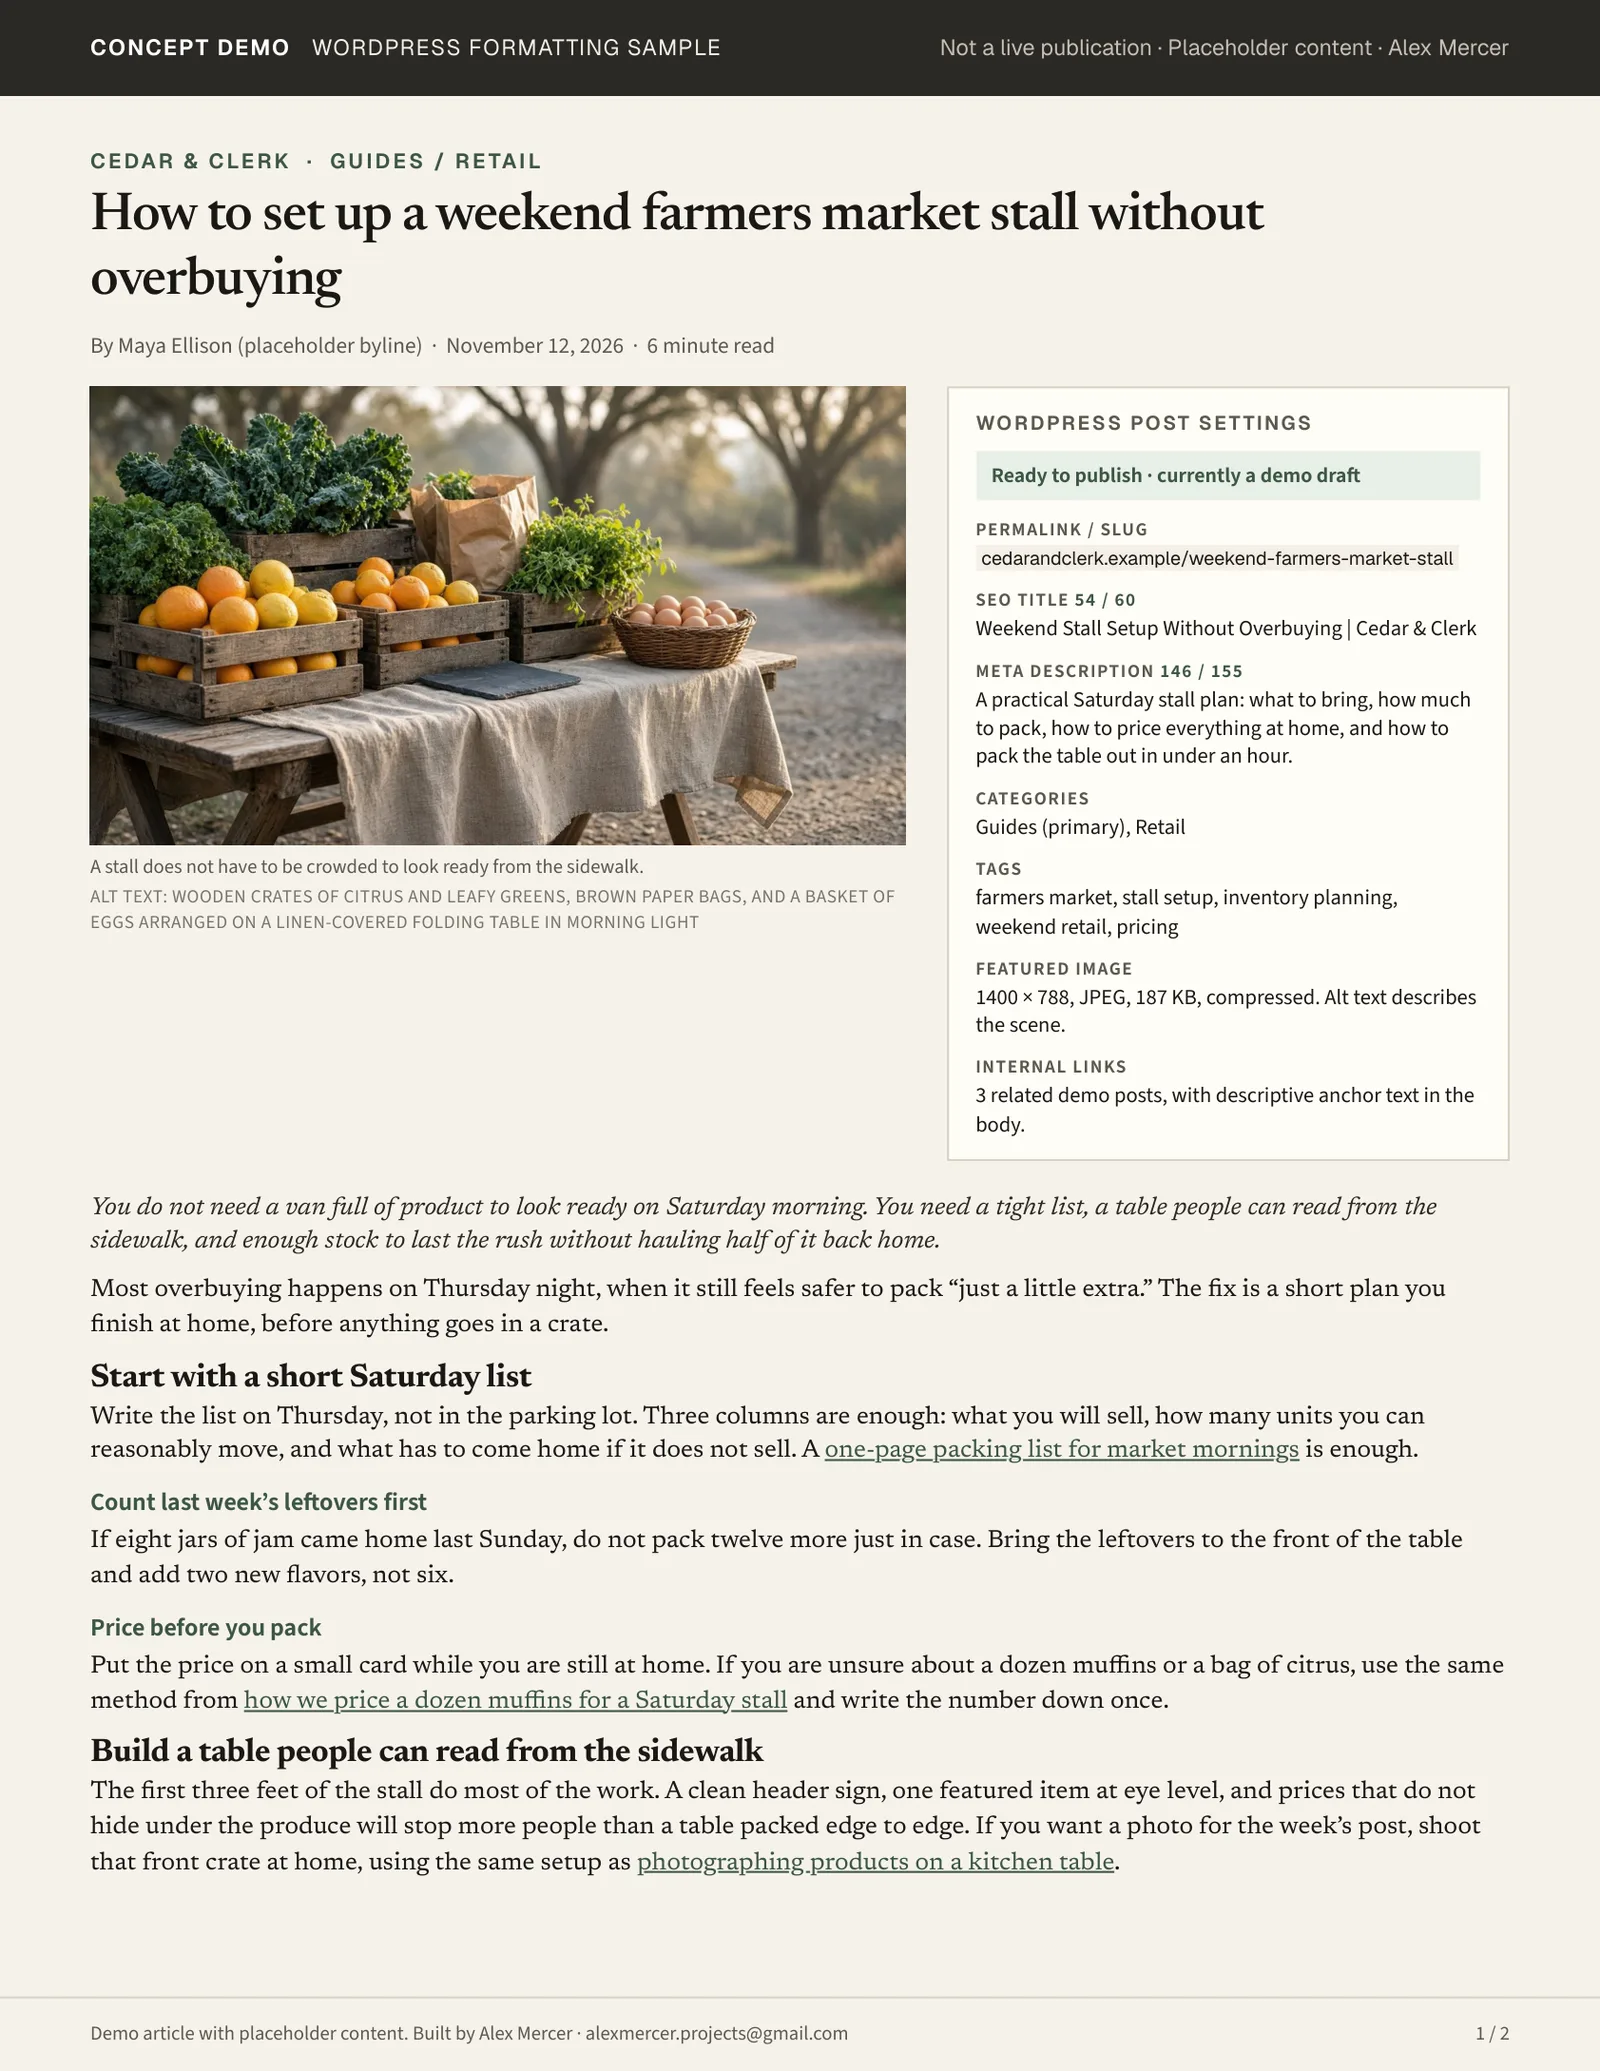 CONCEPT DEMO WORDPRESS FORMATTING SAMPLE
Not a live publication · Placeholder content · Alex Mercer
CEDAR & CLERK · GUIDES / RETAIL
How to set up a weekend farmers market stall without
overbuying
By Maya Ellison (placeholder byline) · November 12, 2026 · 6 minute read
A stall does not have to be crowded to look ready from the sidewalk.
ALT TEXT: WOODEN CRATES OF CITRUS AND LEAFY GREENS, BROWN PAPER BAGS, AND A BASKET OF
EGGS ARRANGED ON A LINEN-COVERED FOLDING TABLE IN MORNING LIGHT
WORDPRESS POST SETTINGS
Ready to publish · currently a demo draft
PERMALINK / SLUG
cedarandclerk.example/weekend-farmers-market-stall
SEO TITLE 54 / 60
Weekend Stall Setup Without Overbuying | Cedar & Clerk
META DESCRIPTION 146 / 155
A practical Saturday stall plan: what to bring, how much
to pack, how to price everything at home, and how to
pack the table out in under an hour.
CATEGORIES
Guides (primary), Retail
TAGS
farmers market, stall setup, inventory planning,
weekend retail, pricing
FEATURED IMAGE
1400 × 788, JPEG, 187 KB, compressed. Alt text describes
the scene.
INTERNAL LINKS
3 related demo posts, with descriptive anchor text in the
body.
You do not need a van full of product to look ready on Saturday morning. You need a tight list, a table people can read from the
sidewalk, and enough stock to last the rush without hauling half of it back home.
Most overbuying happens on Thursday night, when it still feels safer to pack “just a little extra.” The fix is a short plan you
finish at home, before anything goes in a crate.
Start with a short Saturday list
Write the list on Thursday, not in the parking lot. Three columns are enough: what you will sell, how many units you can
reasonably move, and what has to come home if it does not sell. A one-page packing list for market mornings is enough.
Count last week’s leftovers first
If eight jars of jam came home last Sunday, do not pack twelve more just in case. Bring the leftovers to the front of the table
and add two new flavors, not six.
Price before you pack
Put the price on a small card while you are still at home. If you are unsure about a dozen muffins or a bag of citrus, use the same
method from how we price a dozen muffins for a Saturday stall and write the number down once.
Build a table people can read from the sidewalk
The first three feet of the stall do most of the work. A clean header sign, one featured item at eye level, and prices that do not
hide under the produce will stop more people than a table packed edge to edge. If you want a photo for the week’s post, shoot
that front crate at home, using the same setup as photographing products on a kitchen table.
Demo article with placeholder content. Built by Alex Mercer · alexmercer.projects@gmail.com
1 / 2